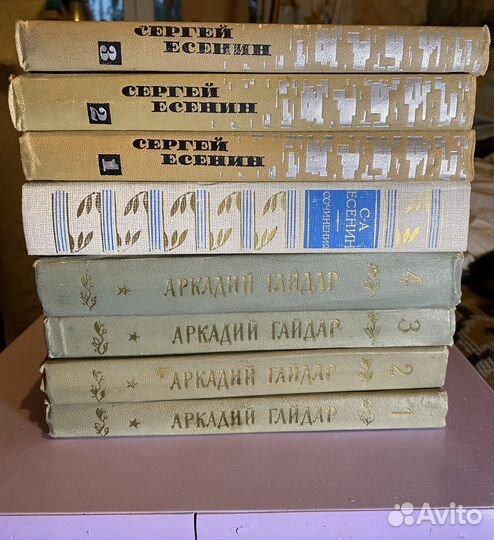 3
СЕРГЕЙ
ЕСЕНИН
2
СЕРГЕЙ
ЕСЕНИН
1
СЕРГЕЙ
ЕСЕНИН
С·А
ЕСЕНИН
СОЧИНЕНИЯ
АРКАДИЙ ГАЙДАР 4
АРКАДИЙ ГАЙДАР 3
АРКАДИЙ ГАЙДАР 2
АРКАДИЙ ГАЙДАР 1
Avito